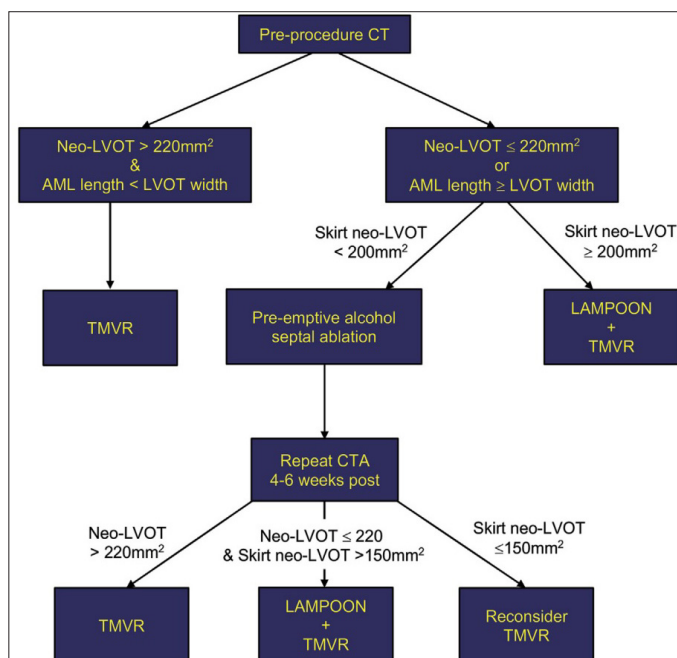 Pre-procedure CT
Neo-LVOT > 220mm²
&
AML length < LVOT width
Neo-LVOT ≤ 220mm²
or
AML length ≥ LVOT width
Skirt neo-LVOT
< 200mm²
Skirt neo-LVOT
≥ 200mm²
TMVR
Pre-emptive alcohol
septal ablation
LAMPOON
+
TMVR
Repeat CTA
4-6 weeks post
Neo-LVOT
> 220mm²
Neo-LVOT ≤ 220
& Skirt neo-LVOT >150mm²
Skirt neo-LVOT
≤150mm²
TMVR
LAMPOON
+
TMVR
Reconsider
TMVR